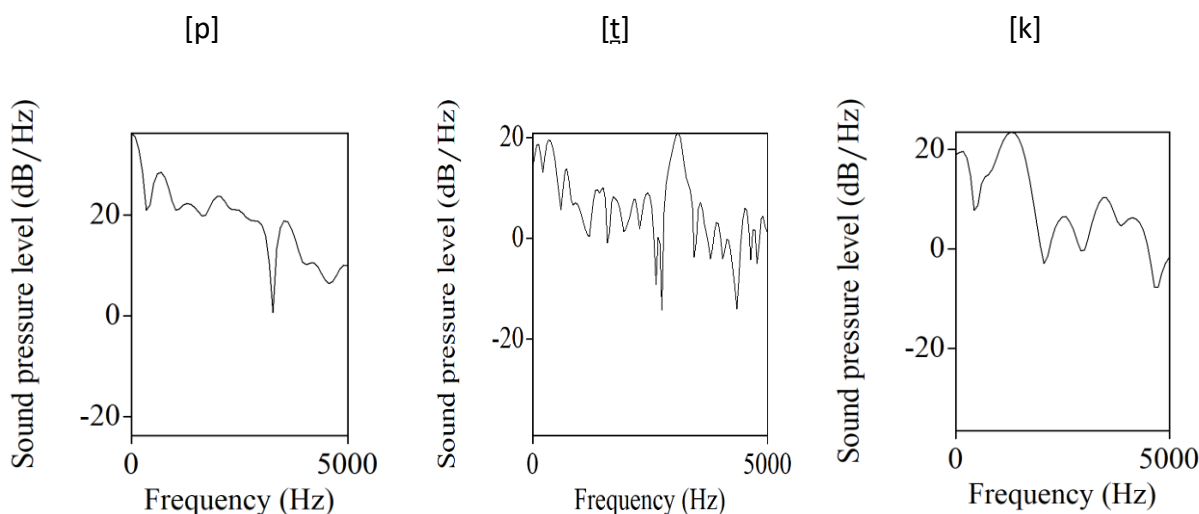 [p] [t̪] [k]
Sound pressure level (dB/Hz)
20
0
-20
0 5000
Frequency (Hz)
Sound pressure level (dB/Hz)
20
0
-20
0 5000
Frequency (Hz)
Sound pressure level (dB/Hz)
20
0
-20
0 5000
Frequency (Hz)